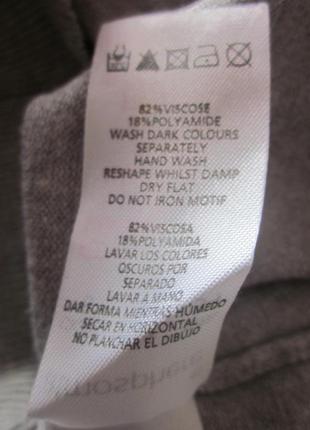 82%VISCOSE
18%POLYAMIDE
WASH DARK COLOURS
SEPARATELY
HAND WASH
RESHAPE WHILST DAMP
DRY FLAT
DO NOT IRON MOTIF
82%VISCOSA
18%POLYAMIDA
LAVAR LOS COLORES
OSCUROS POR
SEPARADO
LAVAR A MANO
DAR FORMA MIENTRAS HÚMEDO
SECAR EN HORIZONTAL
NO PLANCHAR EL DIBUJO